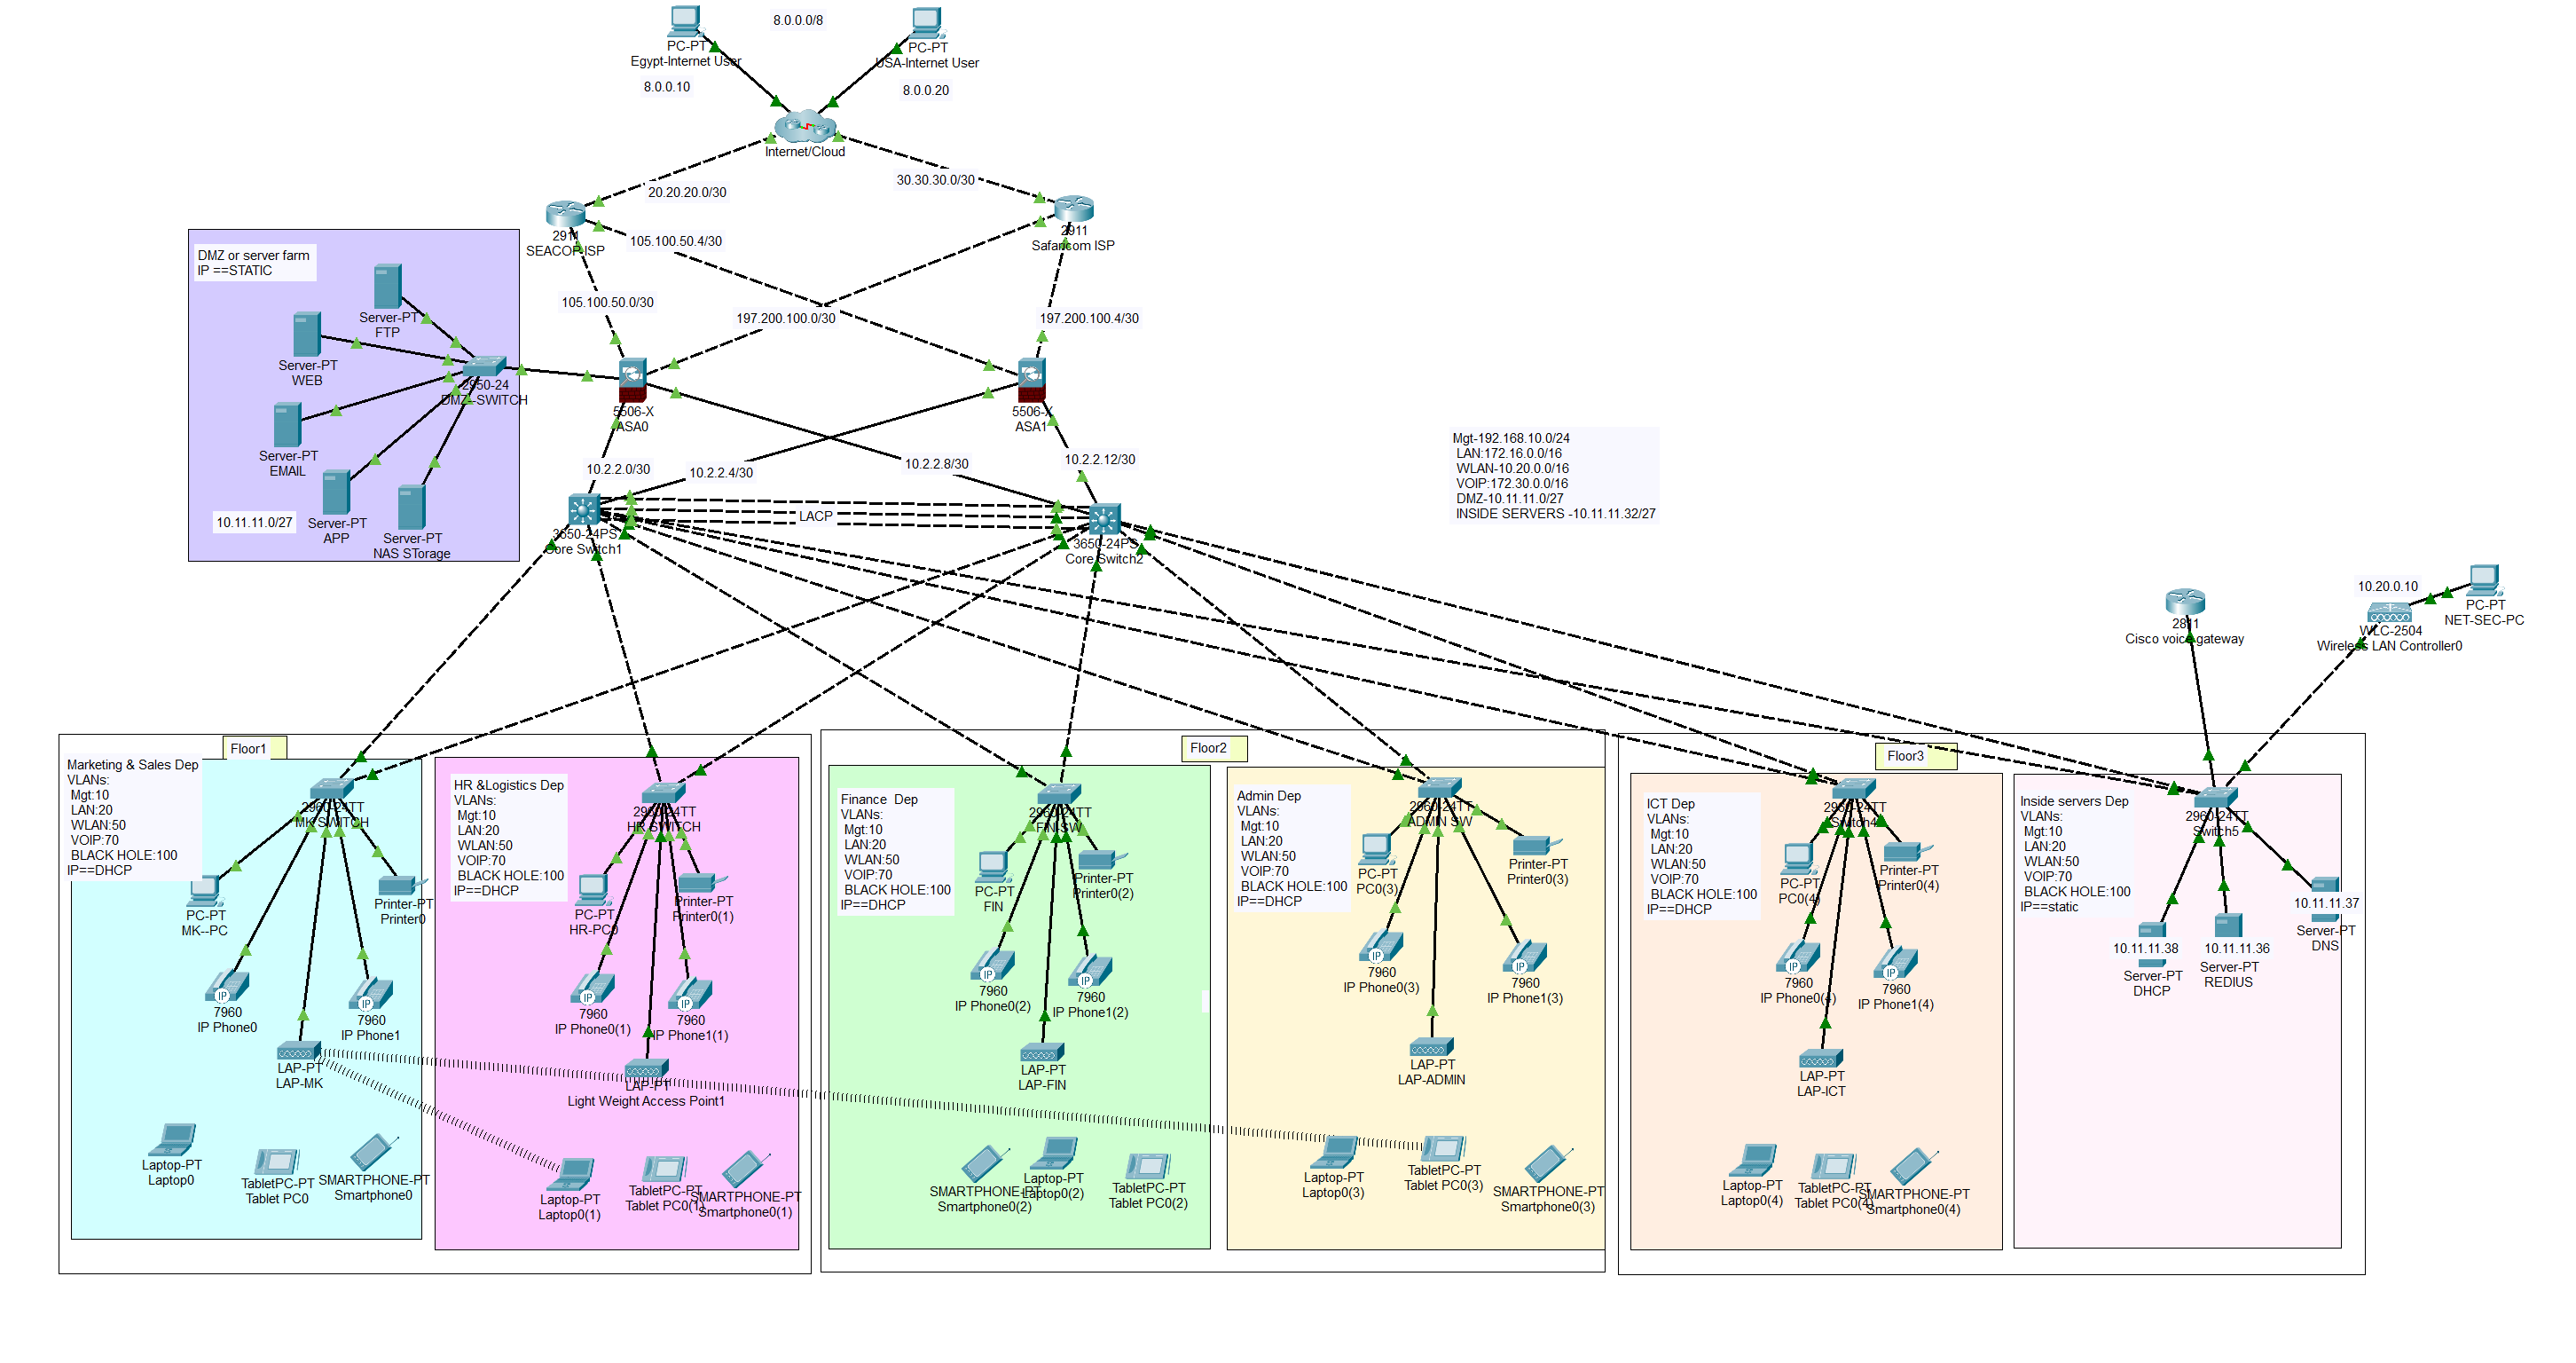 8.0.0.0/8
PC-PT
Egypt-Internet User
PC-PT
USA-Internet User
8.0.0.10
8.0.0.20
Internet/Cloud
20.20.20.0/30
30.30.30.0/30
2911
SEACOP-ISP
2911
Safaricom ISP
105.100.50.4/30
105.100.50.0/30
197.200.100.0/30
197.200.100.4/30
DMZ or server farm
IP ==STATIC
Server-PT
FTP
Server-PT
WEB
2950-24
DMZ--SWITCH
Server-PT
EMAIL
Server-PT
APP
Server-PT
NAS STorage
10.11.11.0/27
5506-X
ASA0
5506-X
ASA1
10.2.2.0/30
10.2.2.4/30
10.2.2.8/30
10.2.2.12/30
Mgt-192.168.10.0/24
LAN:172.16.0.0/16
WLAN-10.20.0.0/16
VOIP:172.30.0.0/16
DMZ-10.11.11.0/27
INSIDE SERVERS -10.11.11.32/27
LACP
3650-24PS
Core Switch1
3650-24PS
Core Switch2
10.20.0.10
PC-PT
NET-SEC-PC
WLC-2504
Wireless LAN Controller0
2811
Cisco voice gateway
Floor1
Floor2
Floor3
Marketing & Sales Dep
VLANs:
Mgt:10
LAN:20
WLAN:50
VOIP:70
BLACK HOLE:100
IP==DHCP
2960-24TT
MK SWITCH
PC-PT
MK--PC
Printer-PT
Printer0
7960
IP Phone0
7960
IP Phone1
LAP-PT
LAP-MK
Laptop-PT
Laptop0
TabletPC-PT
Tablet PC0
SMARTPHONE-PT
Smartphone0
HR &Logistics Dep
VLANs:
Mgt:10
LAN:20
WLAN:50
VOIP:70
BLACK HOLE:100
IP==DHCP
2960-24TT
HR SWITCH
PC-PT
HR-PC0
Printer-PT
Printer0(1)
7960
IP Phone0(1)
7960
IP Phone1(1)
LAP-PT
Light Weight Access Point1
Laptop-PT
Laptop0(1)
TabletPC-PT
Tablet PC0(1)
SMARTPHONE-PT
Smartphone0(1)
Finance  Dep
VLANs:
Mgt:10
LAN:20
WLAN:50
VOIP:70
BLACK HOLE:100
IP==DHCP
2960-24TT
FIN-SW
PC-PT
FIN
Printer-PT
Printer0(2)
7960
IP Phone0(2)
7960
IP Phone1(2)
LAP-PT
LAP-FIN
SMARTPHONE-PT
Smartphone0(2)
Laptop-PT
Laptop0(2)
TabletPC-PT
Tablet PC0(2)
Admin Dep
VLANs:
Mgt:10
LAN:20
WLAN:50
VOIP:70
BLACK HOLE:100
IP==DHCP
2960-24TT
ADMIN SW
PC-PT
PC0(3)
Printer-PT
Printer0(3)
7960
IP Phone0(3)
7960
IP Phone1(3)
LAP-PT
LAP-ADMIN
Laptop-PT
Laptop0(3)
TabletPC-PT
Tablet PC0(3)
SMARTPHONE-PT
Smartphone0(3)
ICT Dep
VLANs:
Mgt:10
LAN:20
WLAN:50
VOIP:70
BLACK HOLE:100
IP==DHCP
2960-24TT
Switch4
PC-PT
PC0(4)
Printer-PT
Printer0(4)
7960
IP Phone0(4)
7960
IP Phone1(4)
LAP-PT
LAP-ICT
Laptop-PT
Laptop0(4)
TabletPC-PT
Tablet PC0(4)
SMARTPHONE-PT
Smartphone0(4)
Inside servers Dep
VLANs:
Mgt:10
LAN:20
WLAN:50
VOIP:70
BLACK HOLE:100
IP==static
2960-24TT
Switch5
10.11.11.38
Server-PT
DHCP
10.11.11.36
Server-PT
REDIUS
10.11.11.37
Server-PT
DNS
IP
IP
IP
IP
IP
IP
IP
IP
IP
IP